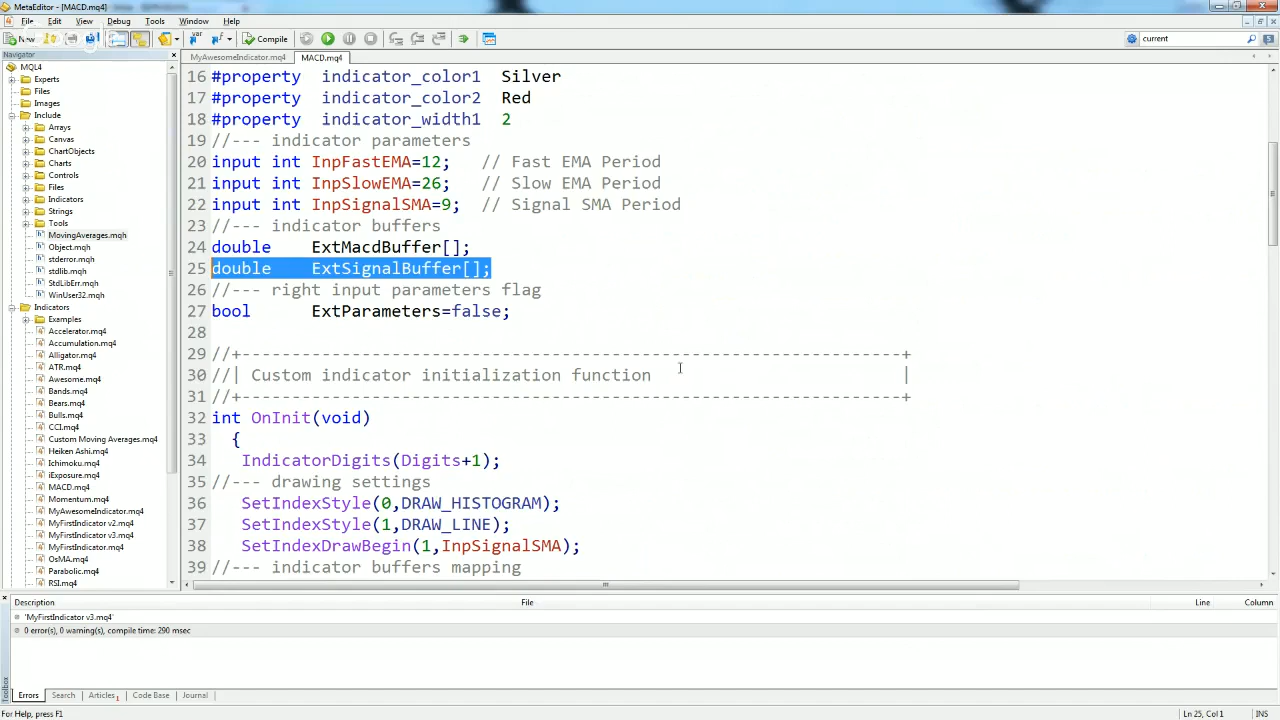 MetaEditor - [MACD.mq4]
File Edit View Debug Tools Window Help
New Compile current 5
Navigator
MQL4
Experts
Files
Images
Include
Arrays
Canvas
ChartObjects
Charts
Controls
Files
Indicators
Strings
Tools
MovingAverages.mqh
Object.mqh
stderror.mqh
stdlib.mqh
StdLibErr.mqh
WinUser32.mqh
Indicators
Examples
Accelerator.mq4
Accumulation.mq4
Alligator.mq4
ATR.mq4
Awesome.mq4
Bands.mq4
Bears.mq4
Bulls.mq4
CCI.mq4
Custom Moving Averages.mq4
Heiken Ashi.mq4
Ichimoku.mq4
iExposure.mq4
MACD.mq4
Momentum.mq4
MyAwesomeIndicator.mq4
MyFirstIndicator v2.mq4
MyFirstIndicator v3.mq4
MyFirstIndicator.mq4
OsMA.mq4
Parabolic.mq4
RSI.mq4
MyAwesomeIndicator.mq4 MACD.mq4
16 #property indicator_color1 Silver
17 #property indicator_color2 Red
18 #property indicator_width1 2
19 //--- indicator parameters
20 input int InpFastEMA=12; // Fast EMA Period
21 input int InpSlowEMA=26; // Slow EMA Period
22 input int InpSignalSMA=9; // Signal SMA Period
23 //--- indicator buffers
24 double ExtMacdBuffer[];
25 double ExtSignalBuffer[];
26 //--- right input parameters flag
27 bool ExtParameters=false;
28
29 //+------------------------------------------------------------------+
30 //| Custom indicator initialization function |
31 //+------------------------------------------------------------------+
32 int OnInit(void)
33 {
34 IndicatorDigits(Digits+1);
35 //--- drawing settings
36 SetIndexStyle(0,DRAW_HISTOGRAM);
37 SetIndexStyle(1,DRAW_LINE);
38 SetIndexDrawBegin(1,InpSignalSMA);
39 //--- indicator buffers mapping
Description File Line Column
'MyFirstIndicator v3.mq4'
0 error(s), 0 warning(s), compile time: 290 msec
Toolbox
Errors Search Articles 1 Code Base Journal
For Help, press F1 Ln 25, Col 1 INS